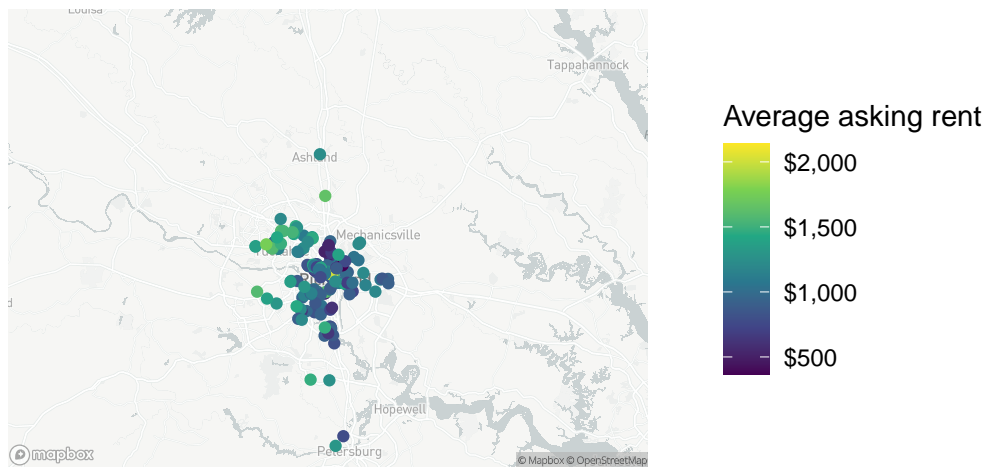 Louisa
Tappahannock
Average asking rent
$2,000
Ashland
$1,500
Mechanicsville
$1,000
$500
Hopewell
Petersburg
mapbox
© Mapbox © OpenStreetMap